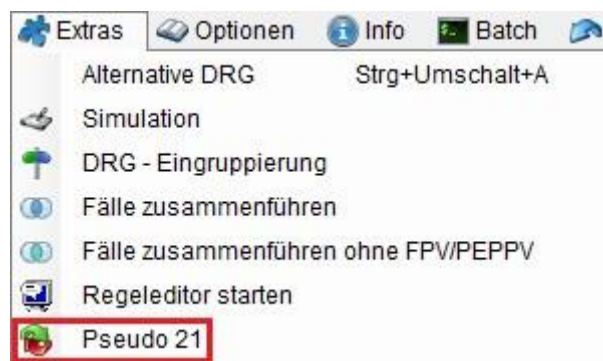 Extras Optionen Info Batch
Alternative DRG Strg+Umschalt+A
Simulation
DRG - Eingruppierung
Fälle zusammenführen
Fälle zusammenführen ohne FPV/PEPPV
Regeleditor starten
Pseudo 21